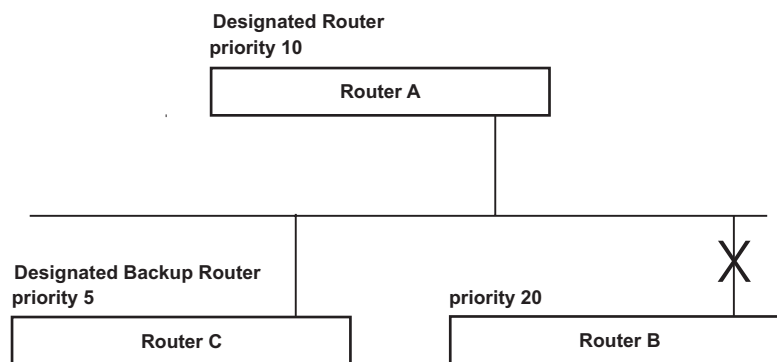 Designated Router
priority 10
Router A
Designated Backup Router
priority 5
Router C
X
priority 20
Router B